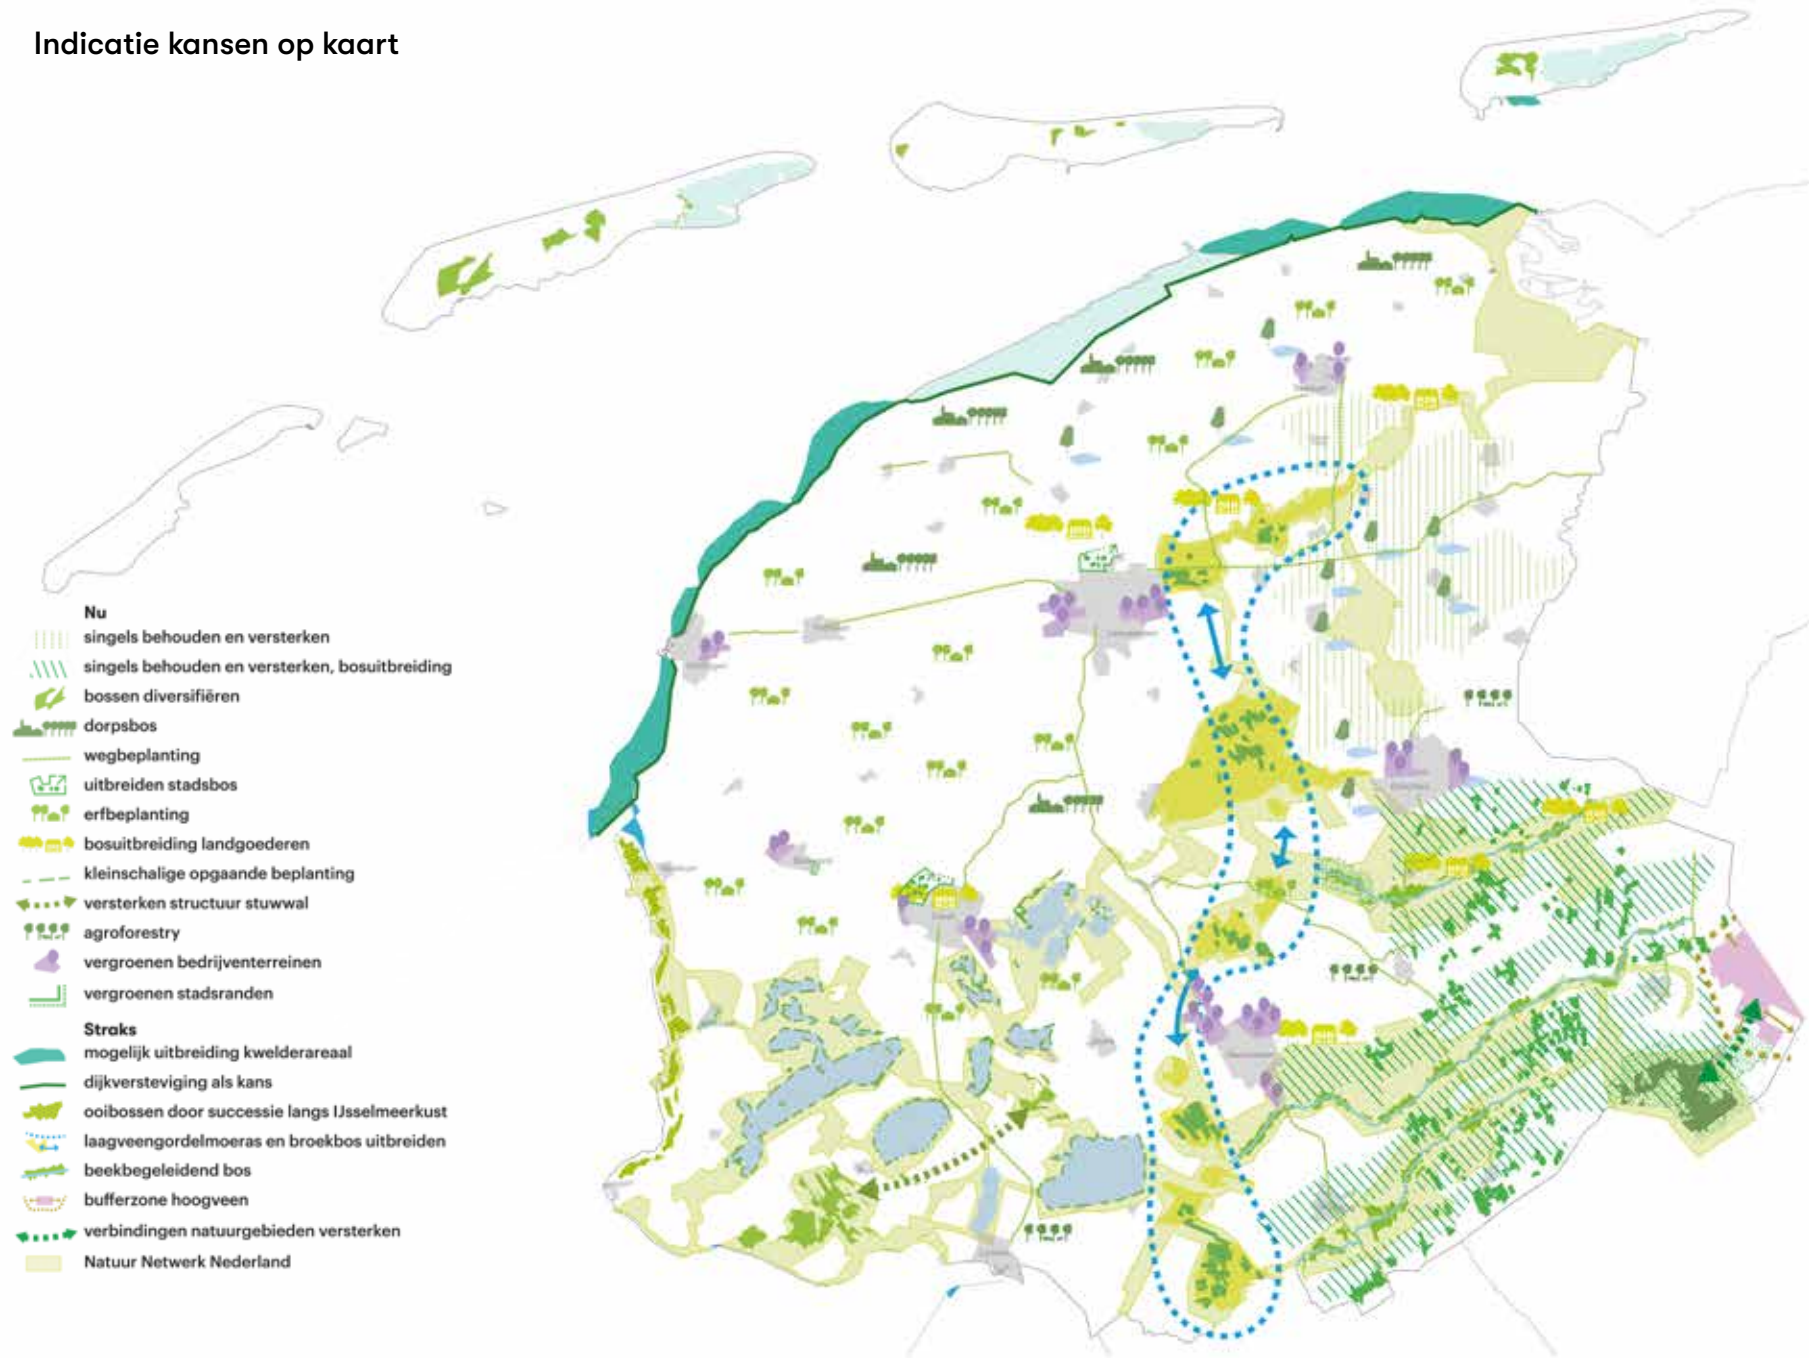 Indicatie kansen op kaart
Nu
singels behouden en versterken
singels behouden en versterken, bosuitbreiding
bossen diversifiëren
dorpsbos
wegbeplanting
uitbreiden stadsbos
erfbeplanting
bosuitbreiding landgoederen
kleinschalige opgaande beplanting
versterken structuur stuwwal
agroforestry
vergroenen bedrijventerreinen
vergroenen stadsranden
Straks
mogelijk uitbreiding kwelderareaal
dijkversteviging als kans
ooibossen door successie langs IJsselmeerkust
laagveengordelmoeras en broekbos uitbreiden
beekbegeleidend bos
bufferzone hoogveen
verbindingen natuurgebieden versterken
Natuur Netwerk Nederland